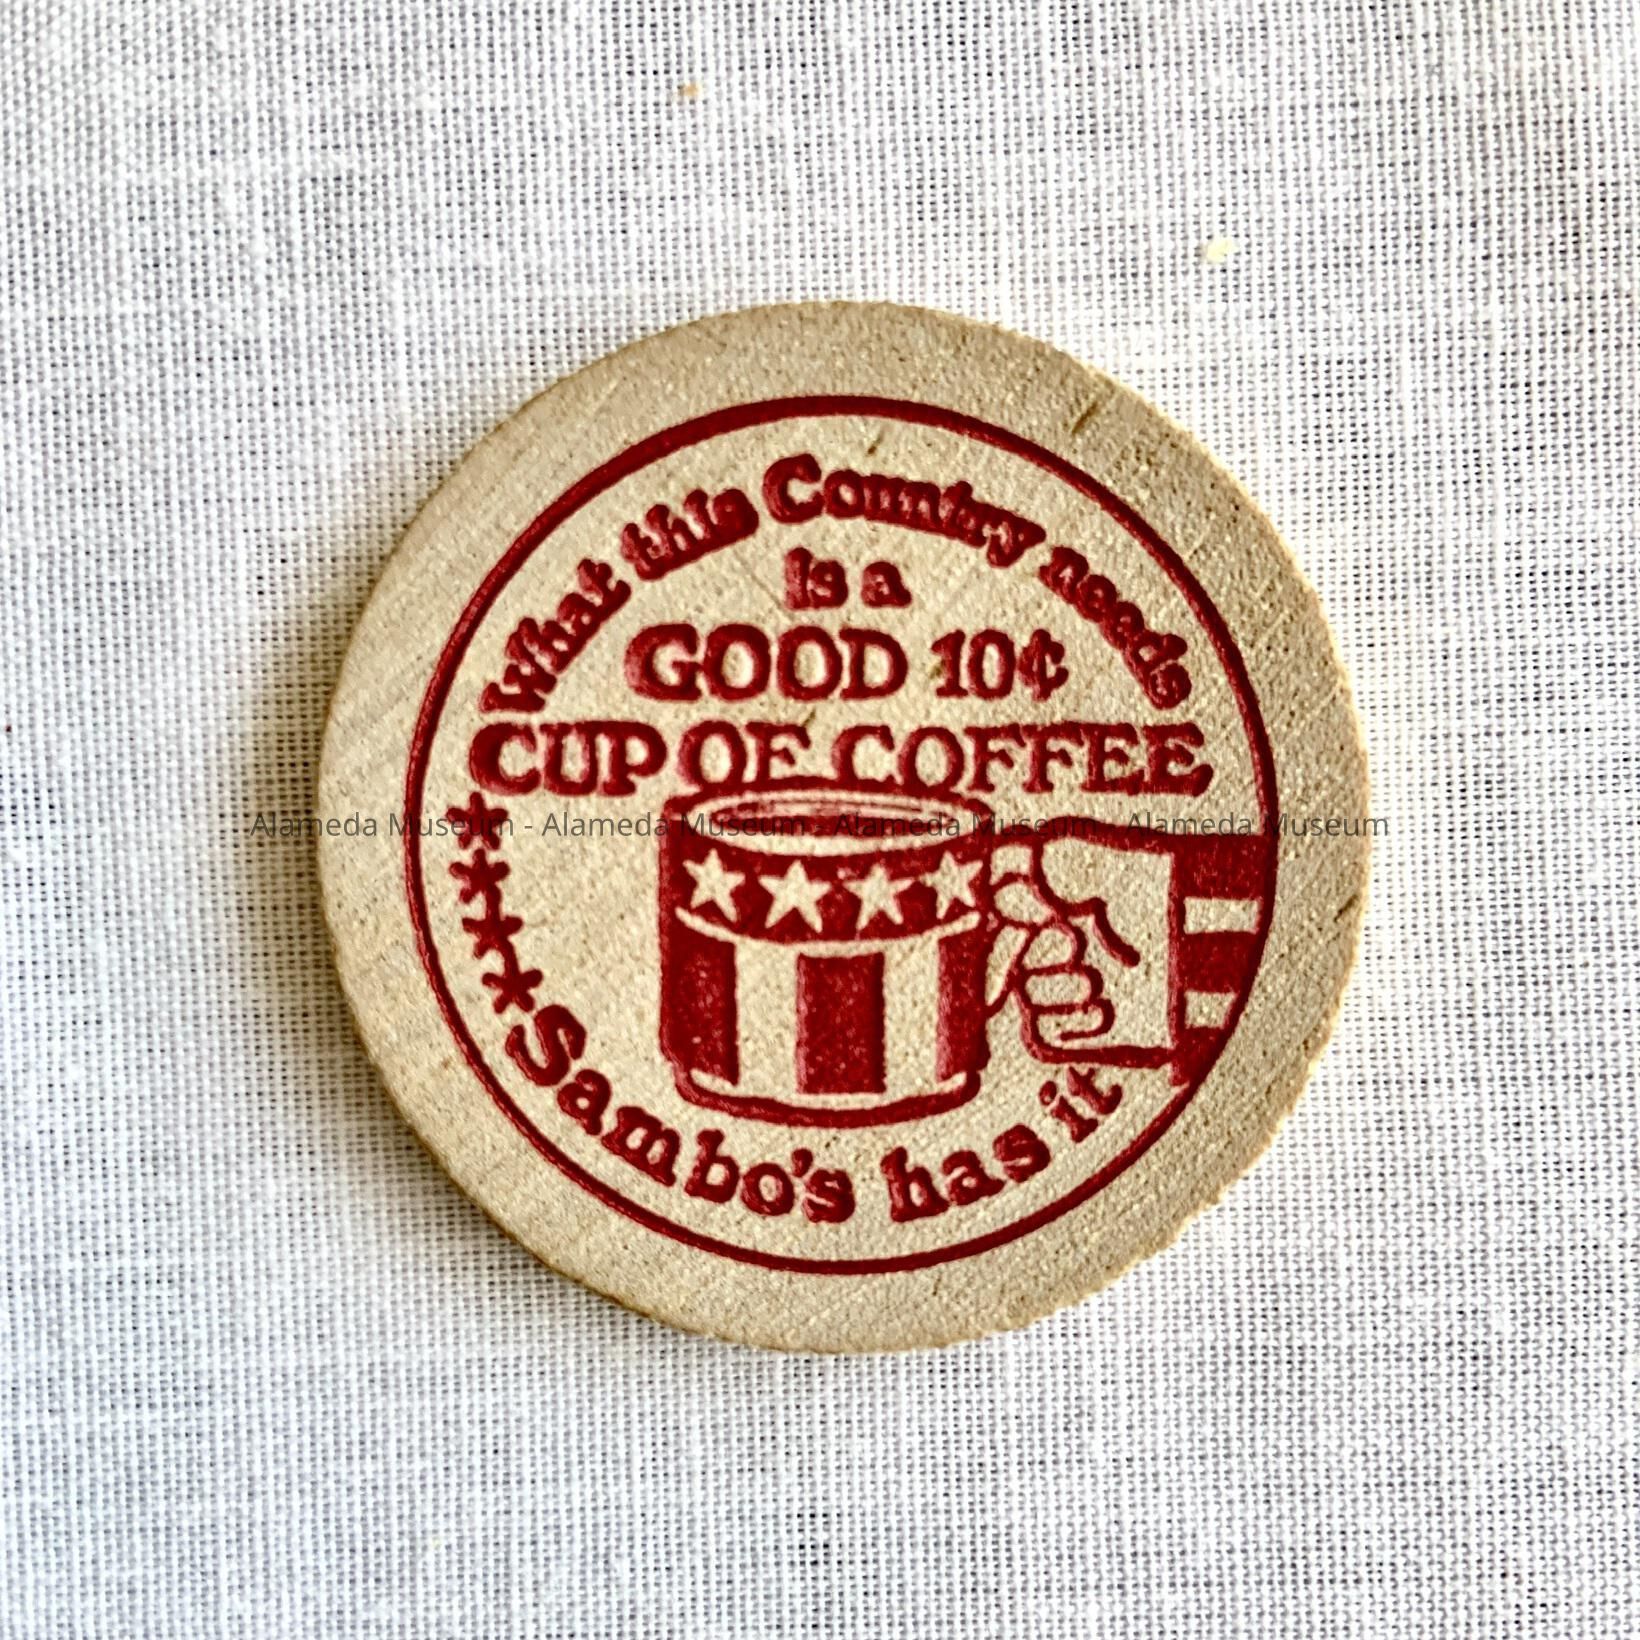 What this Country needs
is a
GOOD 10¢
CUP OF COFFEE
Alameda Museum - Alameda Museum - Alameda Museum - Alameda Museum
****Sambo's has it